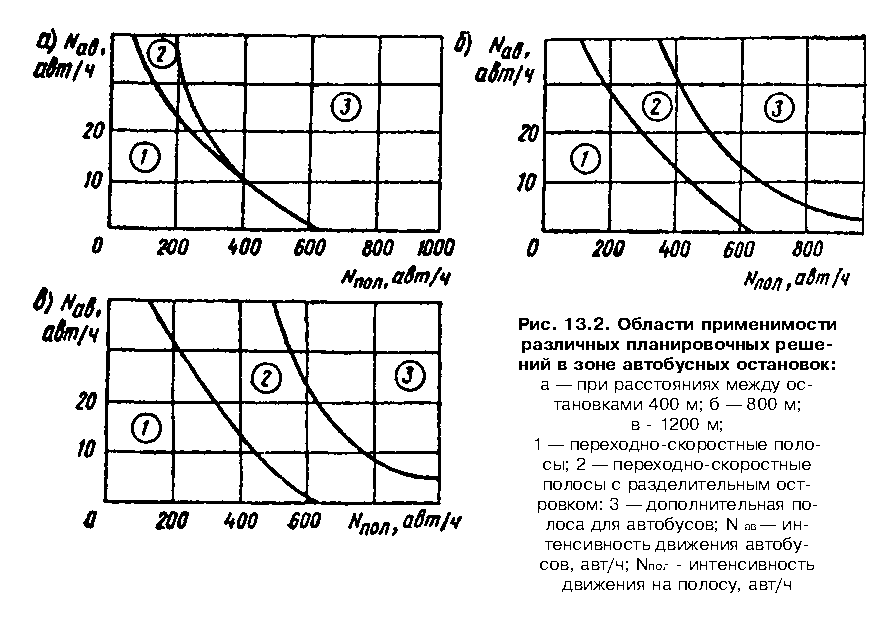 а) Nав,
авт/ч
20
10
0 200 400 600 800 1000
Nпол, авт/ч
1
2
3
б) Nав,
авт/ч
20
10
0 200 400 600 800
Nпол, авт/ч
1
2
3
в) Nав,
авт/ч
20
10
0 200 400 600 Nпол, авт/ч
1
2
3
Рис. 13.2. Области применимости
различных планировочных реше-
ний в зоне автобусных остановок:
а — при расстояниях между ос-
тановками 400 м; б — 800 м;
в - 1200 м;
1 — переходно-скоростные поло-
сы; 2 — переходно-скоростные
полосы с разделительным ост-
ровком: 3 — дополнительная по-
лоса для автобусов; N ав — ин-
тенсивность движения автобу-
сов, авт/ч; Nпол - интенсивность
движения на полосу, авт/ч